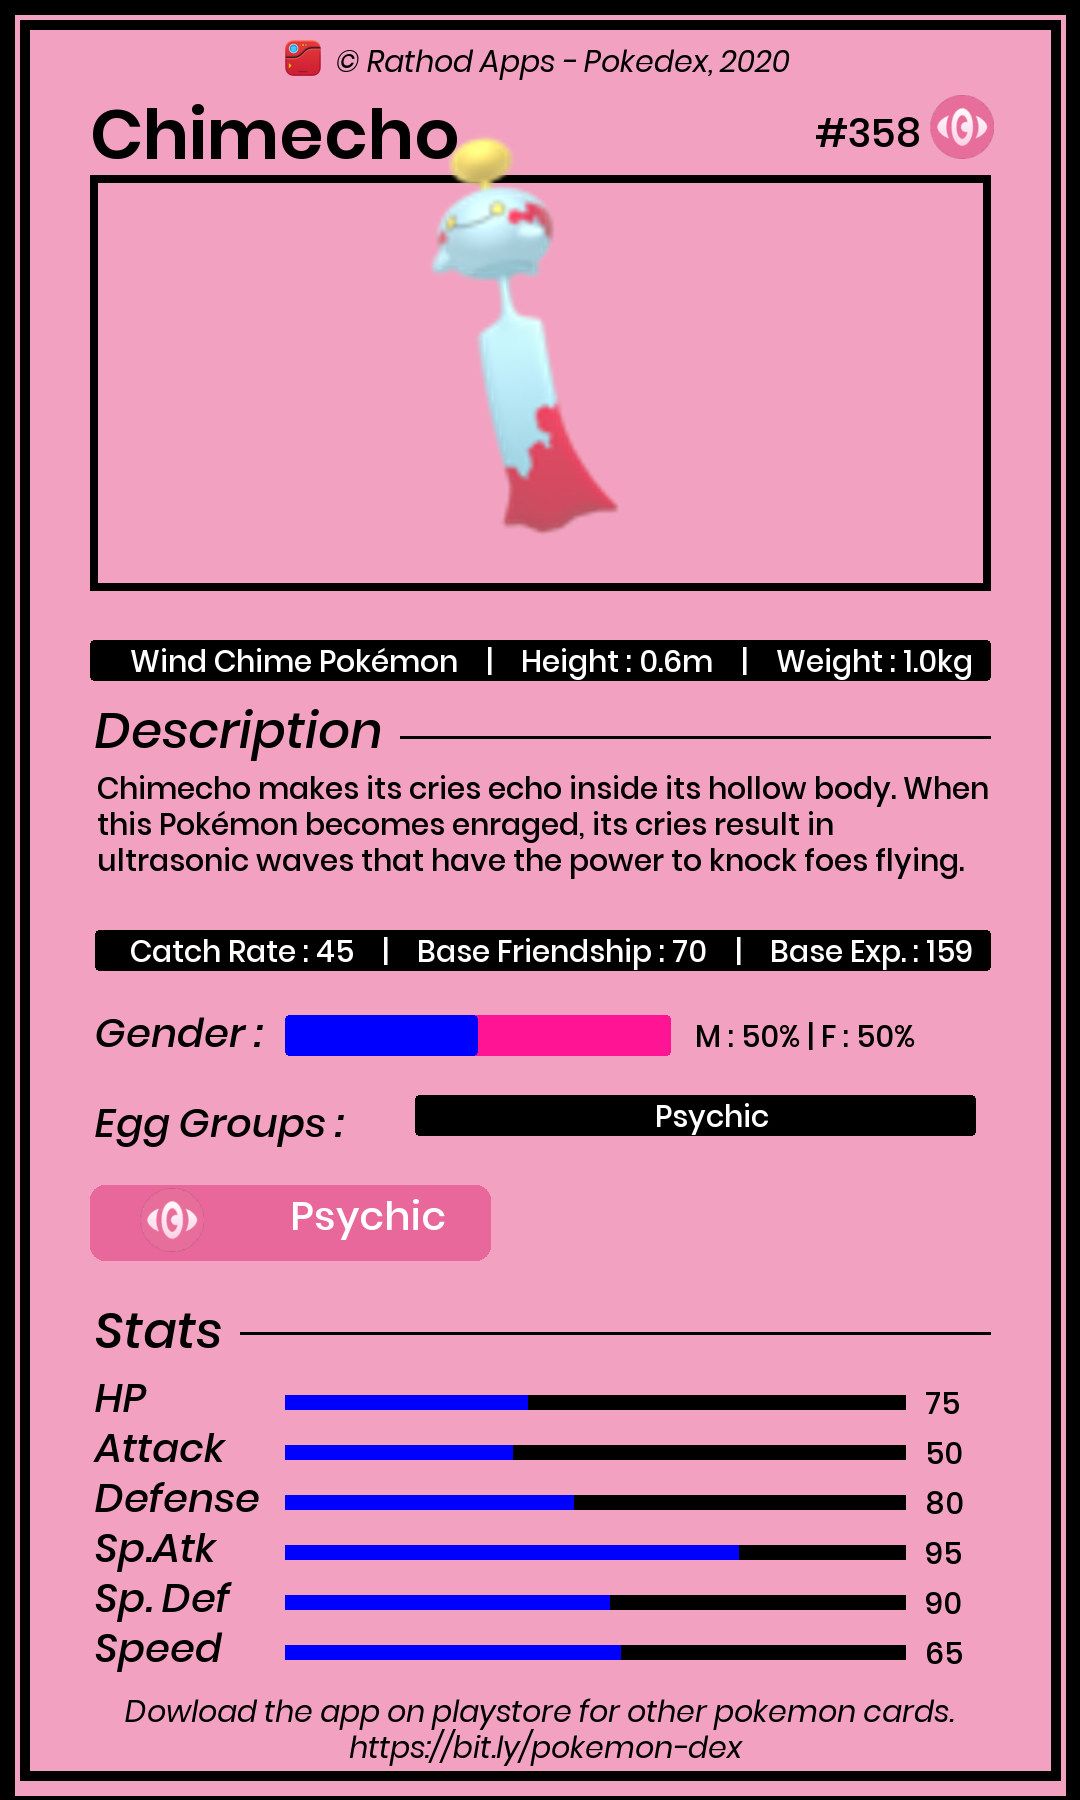 © Rathod Apps - Pokedex, 2020
Chimecho
#358
Wind Chime Pokémon | Height : 0.6m | Weight : 1.0kg
Description
Chimecho makes its cries echo inside its hollow body. When
this Pokémon becomes enraged, its cries result in
ultrasonic waves that have the power to knock foes flying.
Catch Rate : 45 | Base Friendship : 70 | Base Exp. : 159
Gender : M : 50% | F : 50%
Egg Groups : Psychic
Psychic
Stats
HP 75
Attack 50
Defense 80
Sp.Atk 95
Sp. Def 90
Speed 65
Dowload the app on playstore for other pokemon cards.
https://bit.ly/pokemon-dex